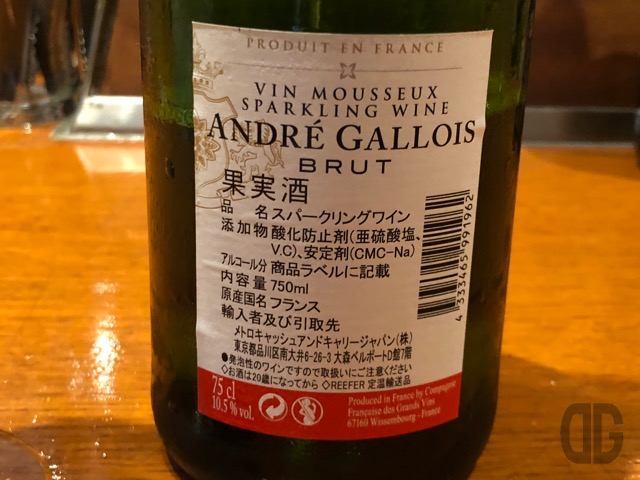 PRODUIT EN FRANCE
VIN MOUSSEUX
SPARKLING WINE
ANDRÉ GALLOIS
BRUT
果実酒
品　名 スパークリングワイン
添加物 酸化防止剤(亜硫酸塩、
V.C)、安定剤(CMC-Na)
アルコール分 商品ラベルに記載
内容量 750ml
原産国名 フランス
輸入者及び引取先
メトロキャッシュアンドキャリージャパン(株)
東京都品川区南大井6-26-3 大森ベルポートD館7階
●発泡性のワインですので取扱いにご注意ください
◇お酒は20歳になってから ◇REEFER 定温輸送品
4 333465 991962
75 cl
10.5 % vol.
Produced in France by Compagnie
Française des Grands Vins
67160 Wissembourg - France
DG